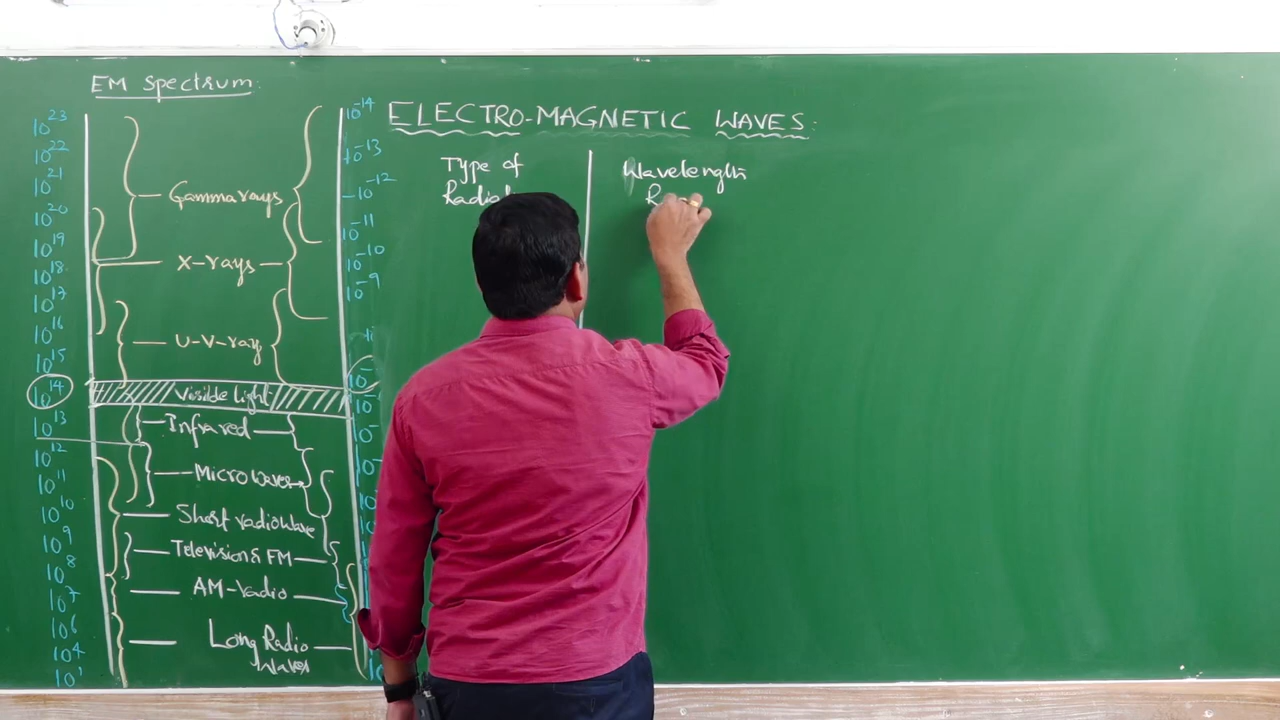 EM Spectrum:
10^23
10^22
10^21
10^20
10^19
10^18
10^17
10^16
10^15
10^14
10^13
10^12
10^11
10^10
10^9
10^8
10^7
10^6
10^4
10^1
Gamma rays
X-rays
U-V-ray
Visible light
Infrared
Microwaves
Short radiowave
Television & FM
AM-radio
Long Radio
Waves
10^-14
10^-13
10^-12
10^-11
10^-10
10^-9
ELECTRO-MAGNETIC WAVES:
Type of
Wavelength